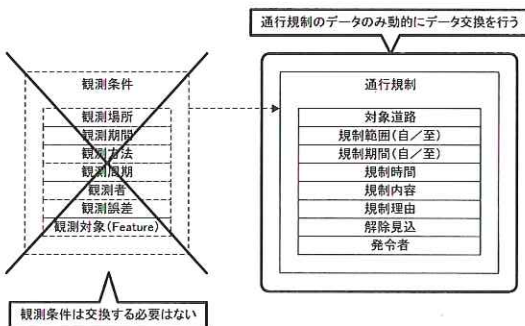 通行規制のデータのみ動的にデータ交換を行う
観測条件
観測場所
観測期間
観測方法
観測周期
観測者
観測誤差
観測対象(Feature)
観測条件は交換する必要はない
通行規制
対象道路
規制範囲(自/至)
規制期間(自/至)
規制時間
規制内容
規制理由
解除見込
発令者